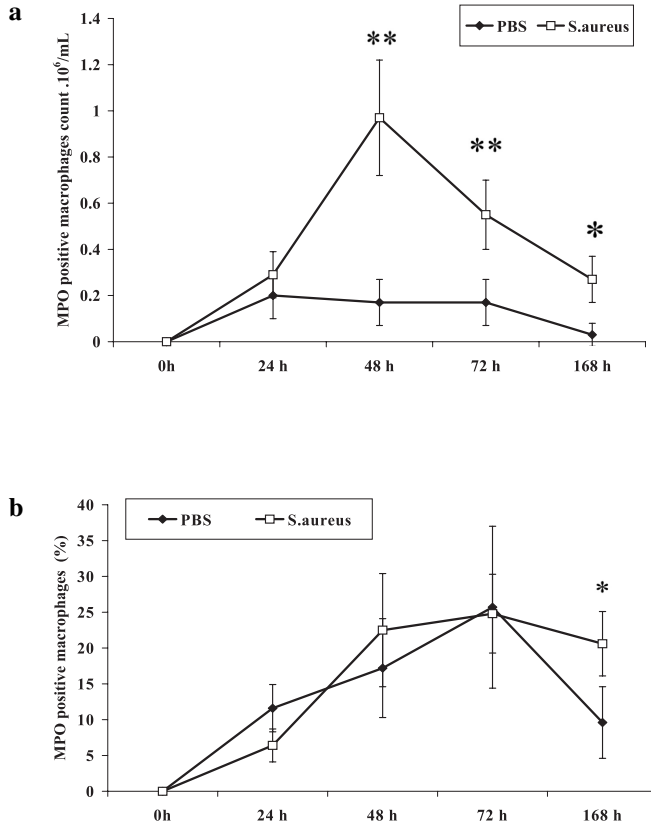 a
MPO positive macrophages count .10⁶/mL
1.4
1.2
1
0.8
0.6
0.4
0.2
0
**
**
*
PBS S.aureus
0h 24 h 48 h 72 h 168 h
b
MPO positive macrophages (%)
40
35
30
25
20
15
10
5
0
PBS S.aureus
*
0h 24 h 48 h 72 h 168 h